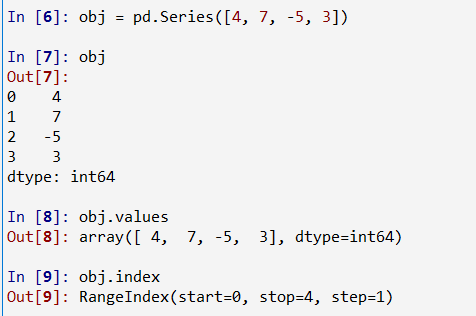 In [6]: obj = pd.Series([4, 7, -5, 3])
In [7]: obj
Out[7]:
0    4
1    7
2   -5
3    3
dtype: int64
In [8]: obj.values
Out[8]: array([ 4,  7, -5,  3], dtype=int64)
In [9]: obj.index
Out[9]: RangeIndex(start=0, stop=4, step=1)